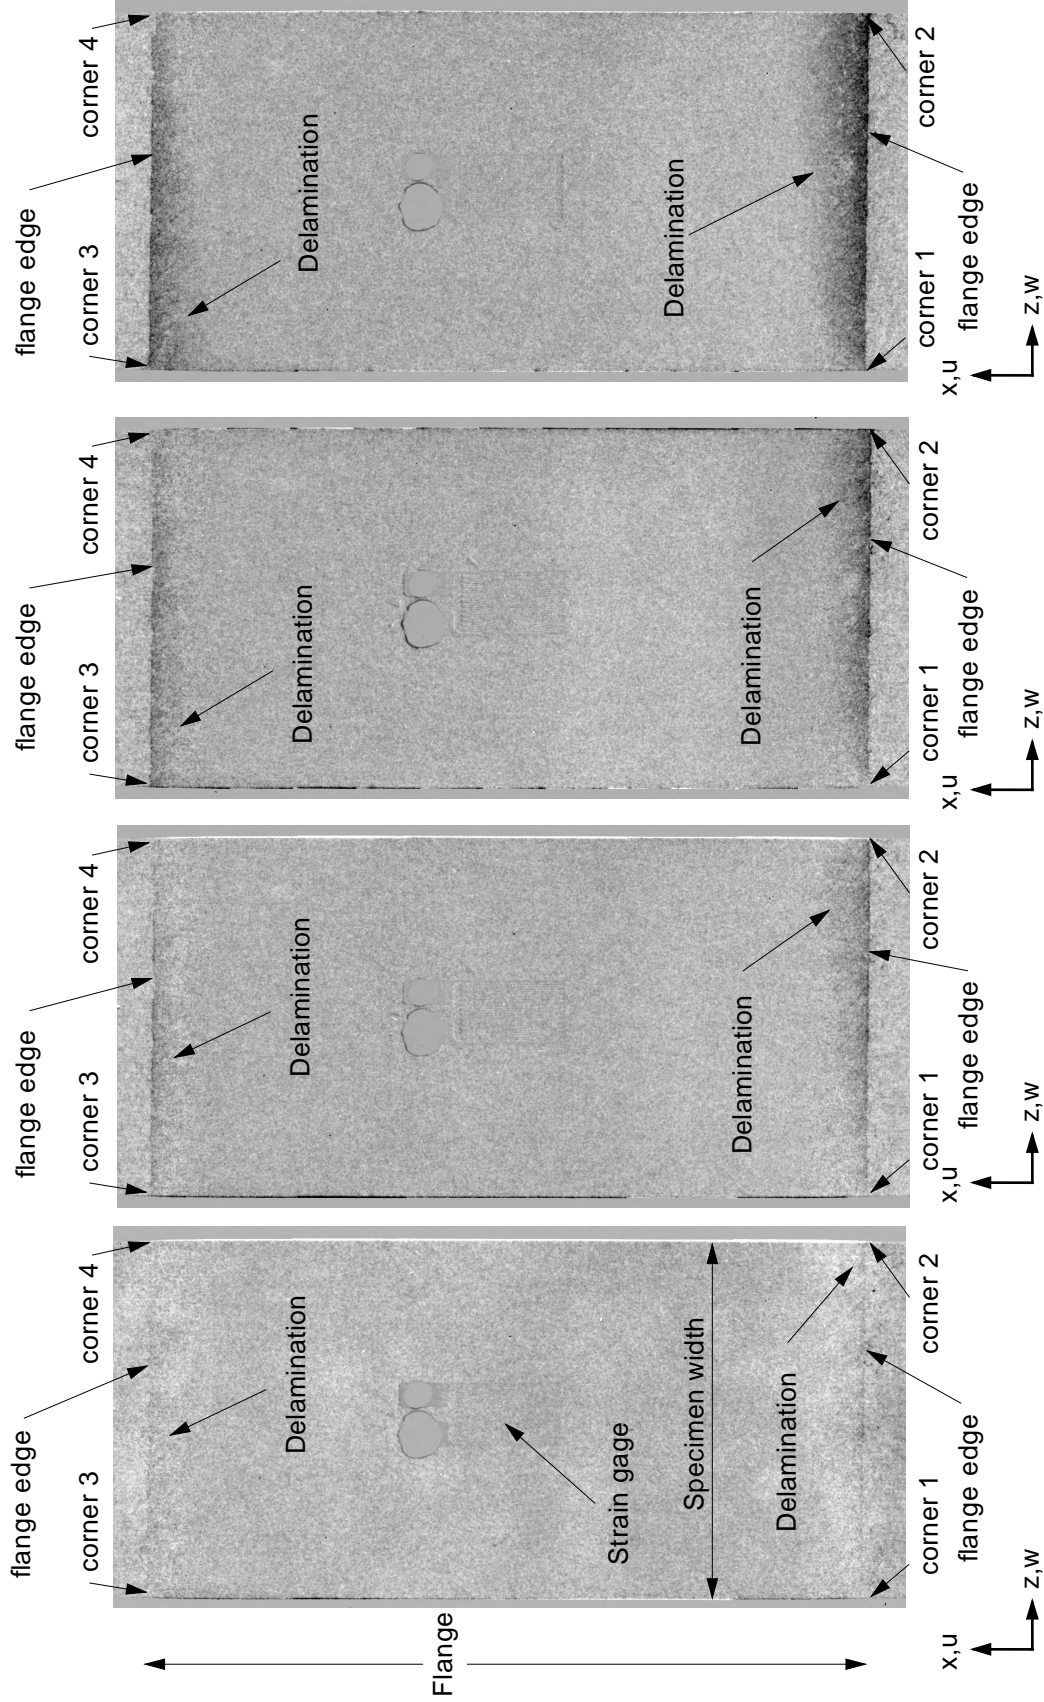 flange edge
corner 3
corner 4
Delamination
Delamination
corner 1
corner 2
flange edge
x,u
z,w
flange edge
corner 3
corner 4
Delamination
Delamination
corner 1
corner 2
flange edge
x,u
z,w
flange edge
corner 3
corner 4
Delamination
Delamination
corner 1
corner 2
flange edge
x,u
z,w
flange edge
corner 3
corner 4
Delamination
Strain gage
Specimen width
Delamination
corner 1
corner 2
flange edge
x,u
z,w
Flange